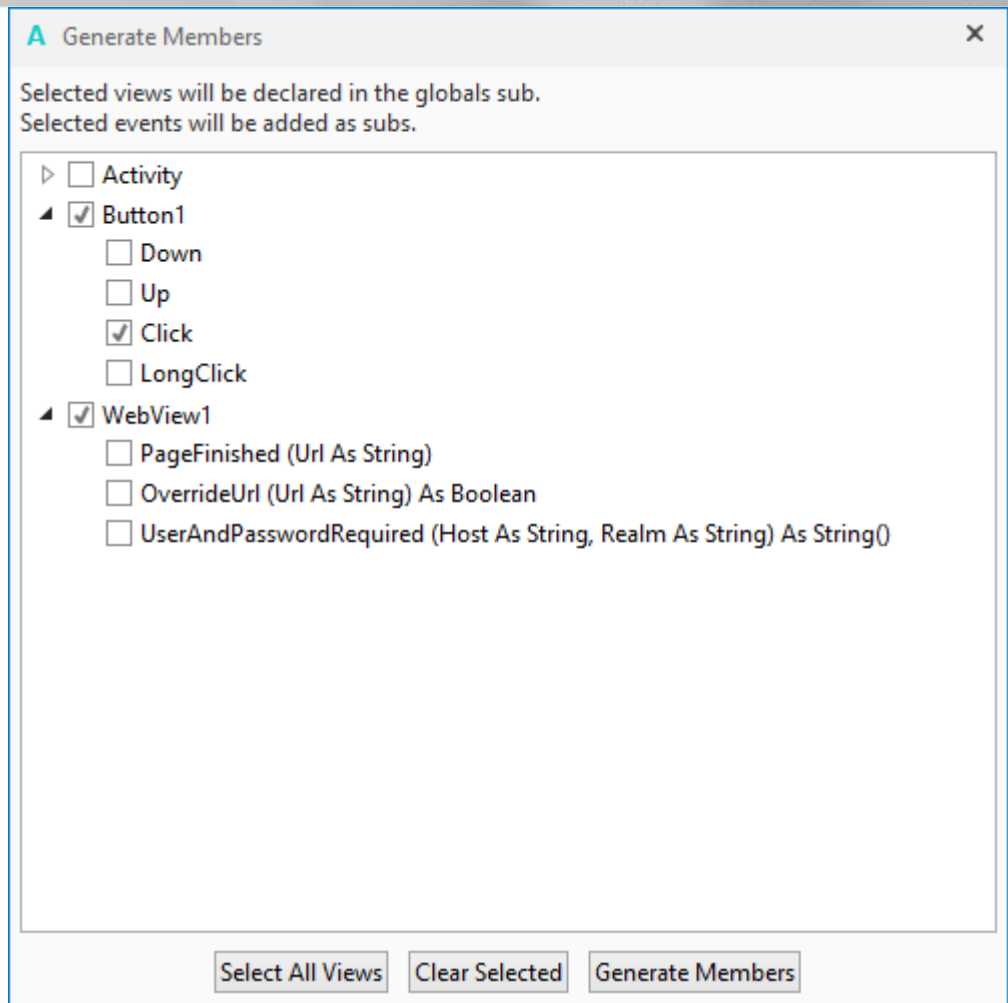 A Generate Members
Selected views will be declared in the globals sub.
Selected events will be added as subs.
Activity
Button1
Down
Up
Click
LongClick
WebView1
PageFinished (Url As String)
OverrideUrl (Url As String) As Boolean
UserAndPasswordRequired (Host As String, Realm As String) As String()
Select All Views Clear Selected Generate Members